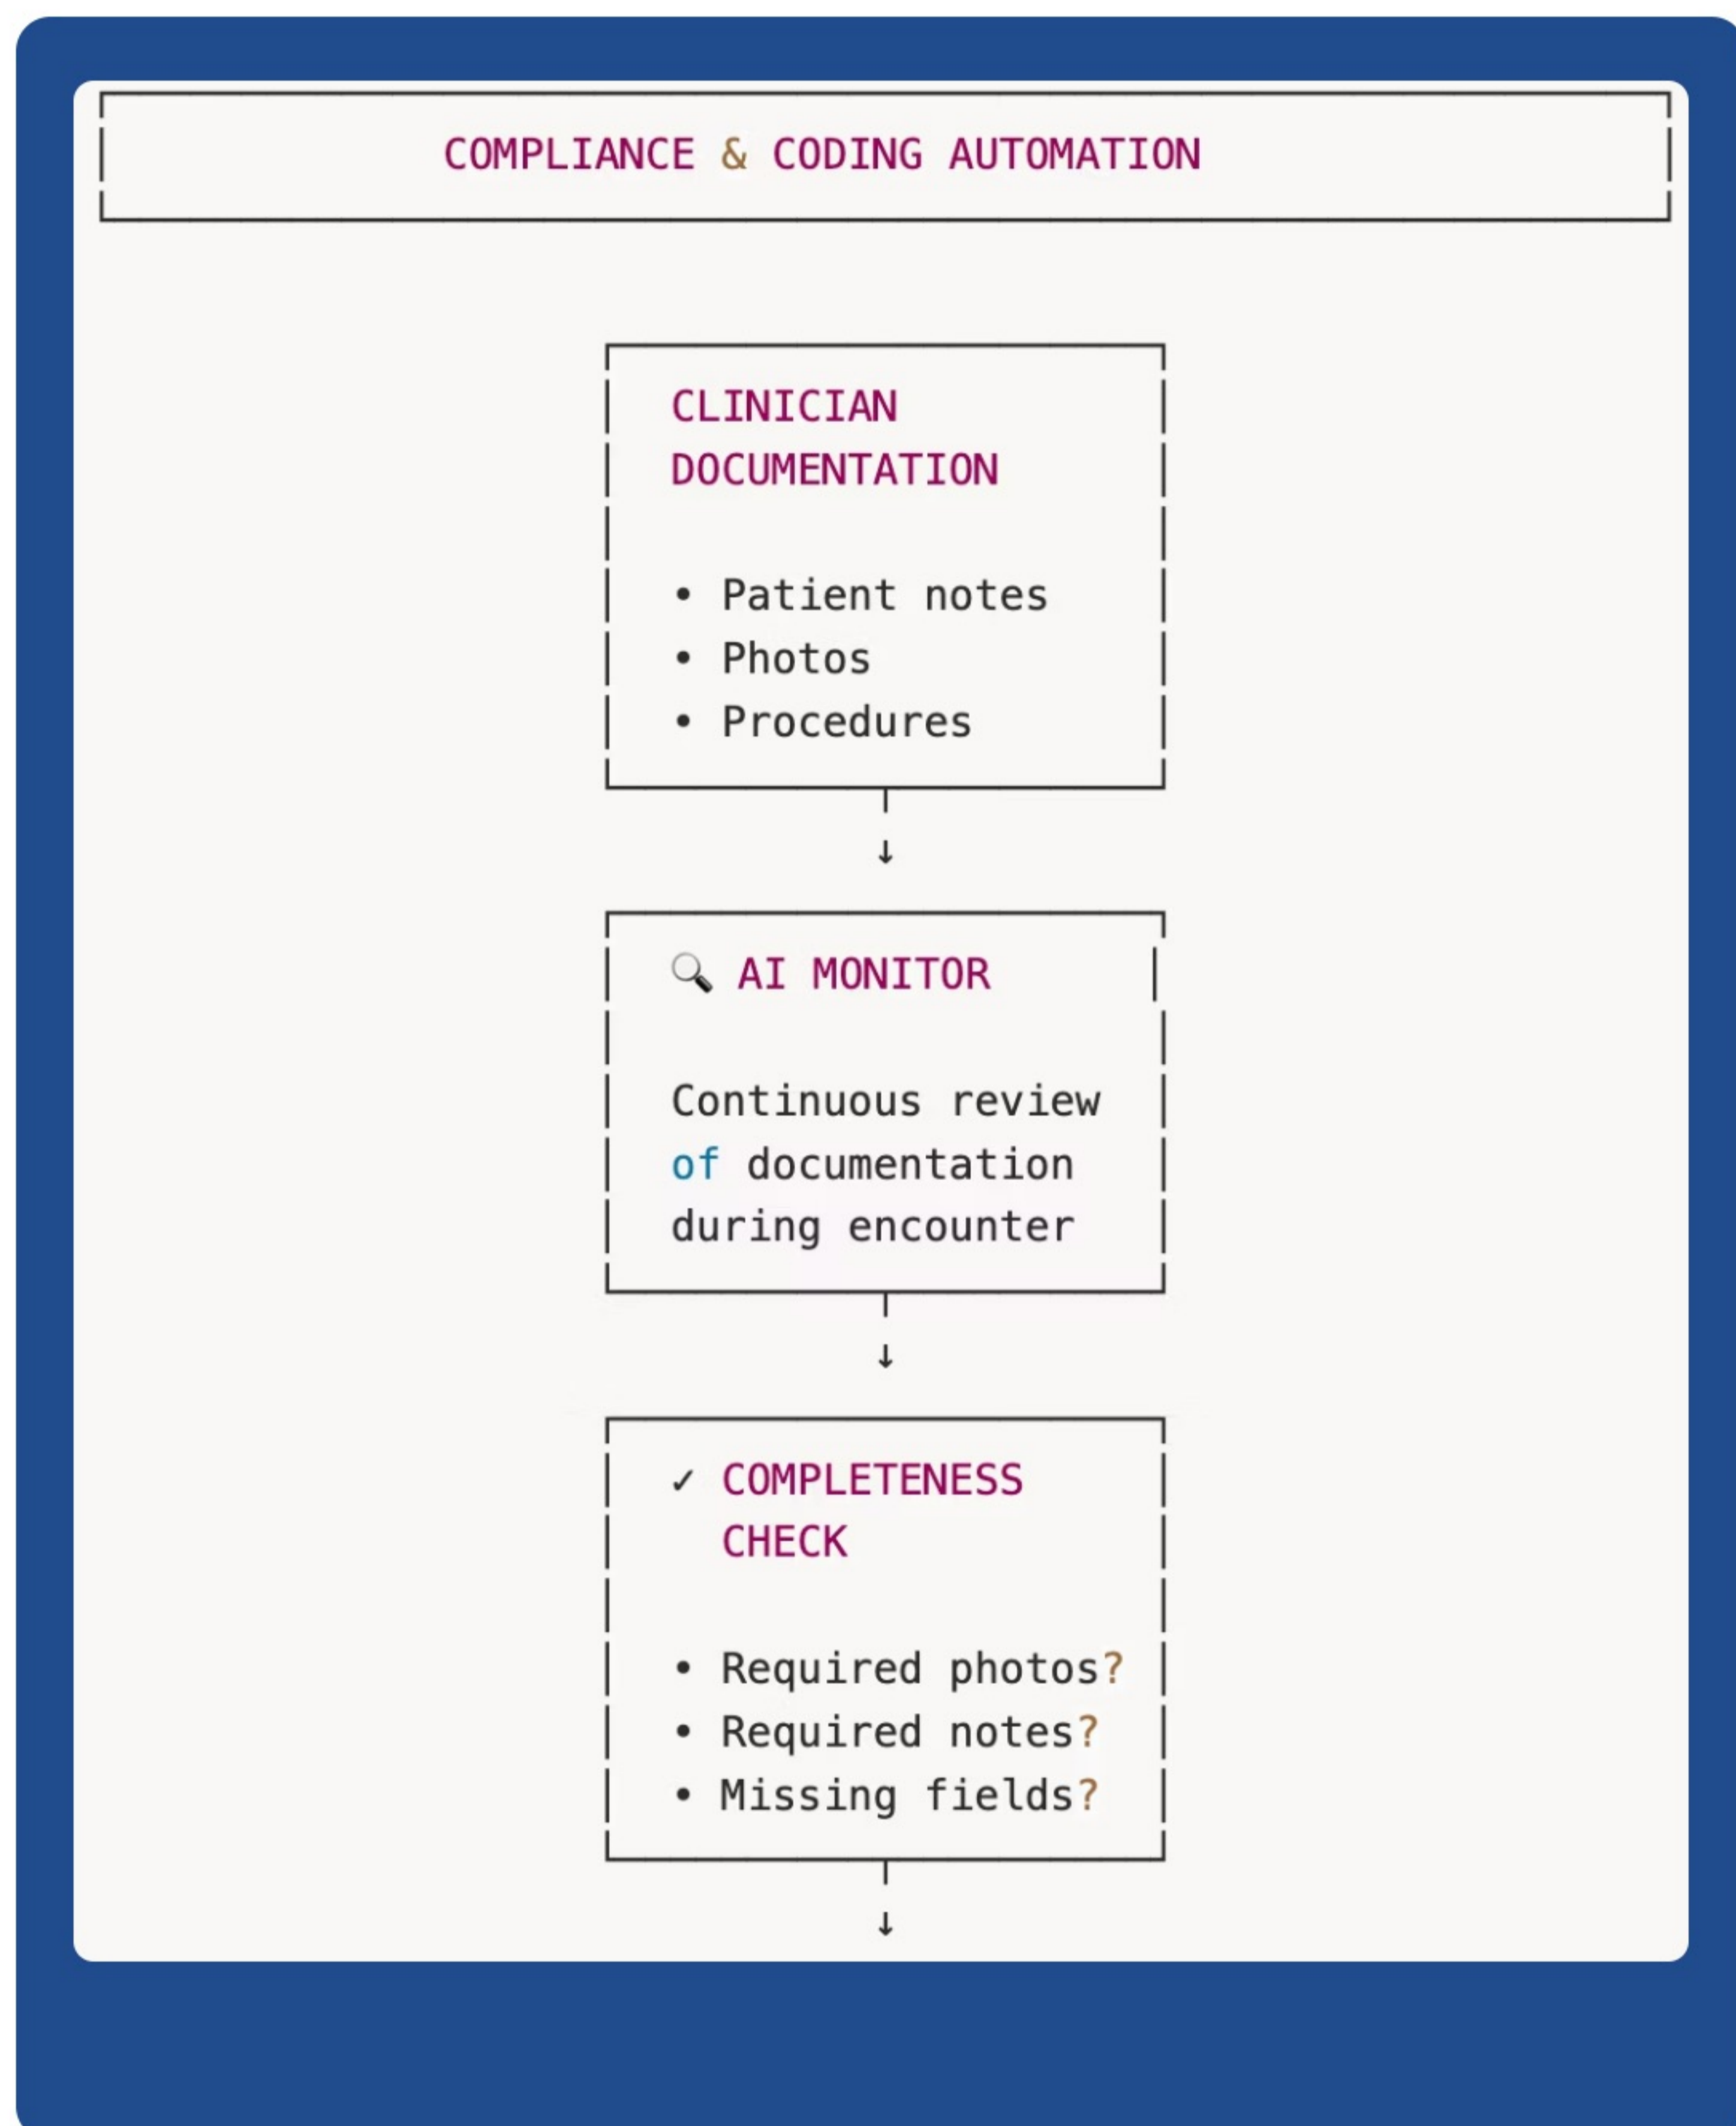 COMPLIANCE & CODING AUTOMATION
CLINICIAN
DOCUMENTATION
• Patient notes
• Photos
• Procedures
↓
🔍 AI MONITOR
Continuous review
of documentation
during encounter
↓
✓ COMPLETENESS
CHECK
• Required photos?
• Required notes?
• Missing fields?
↓